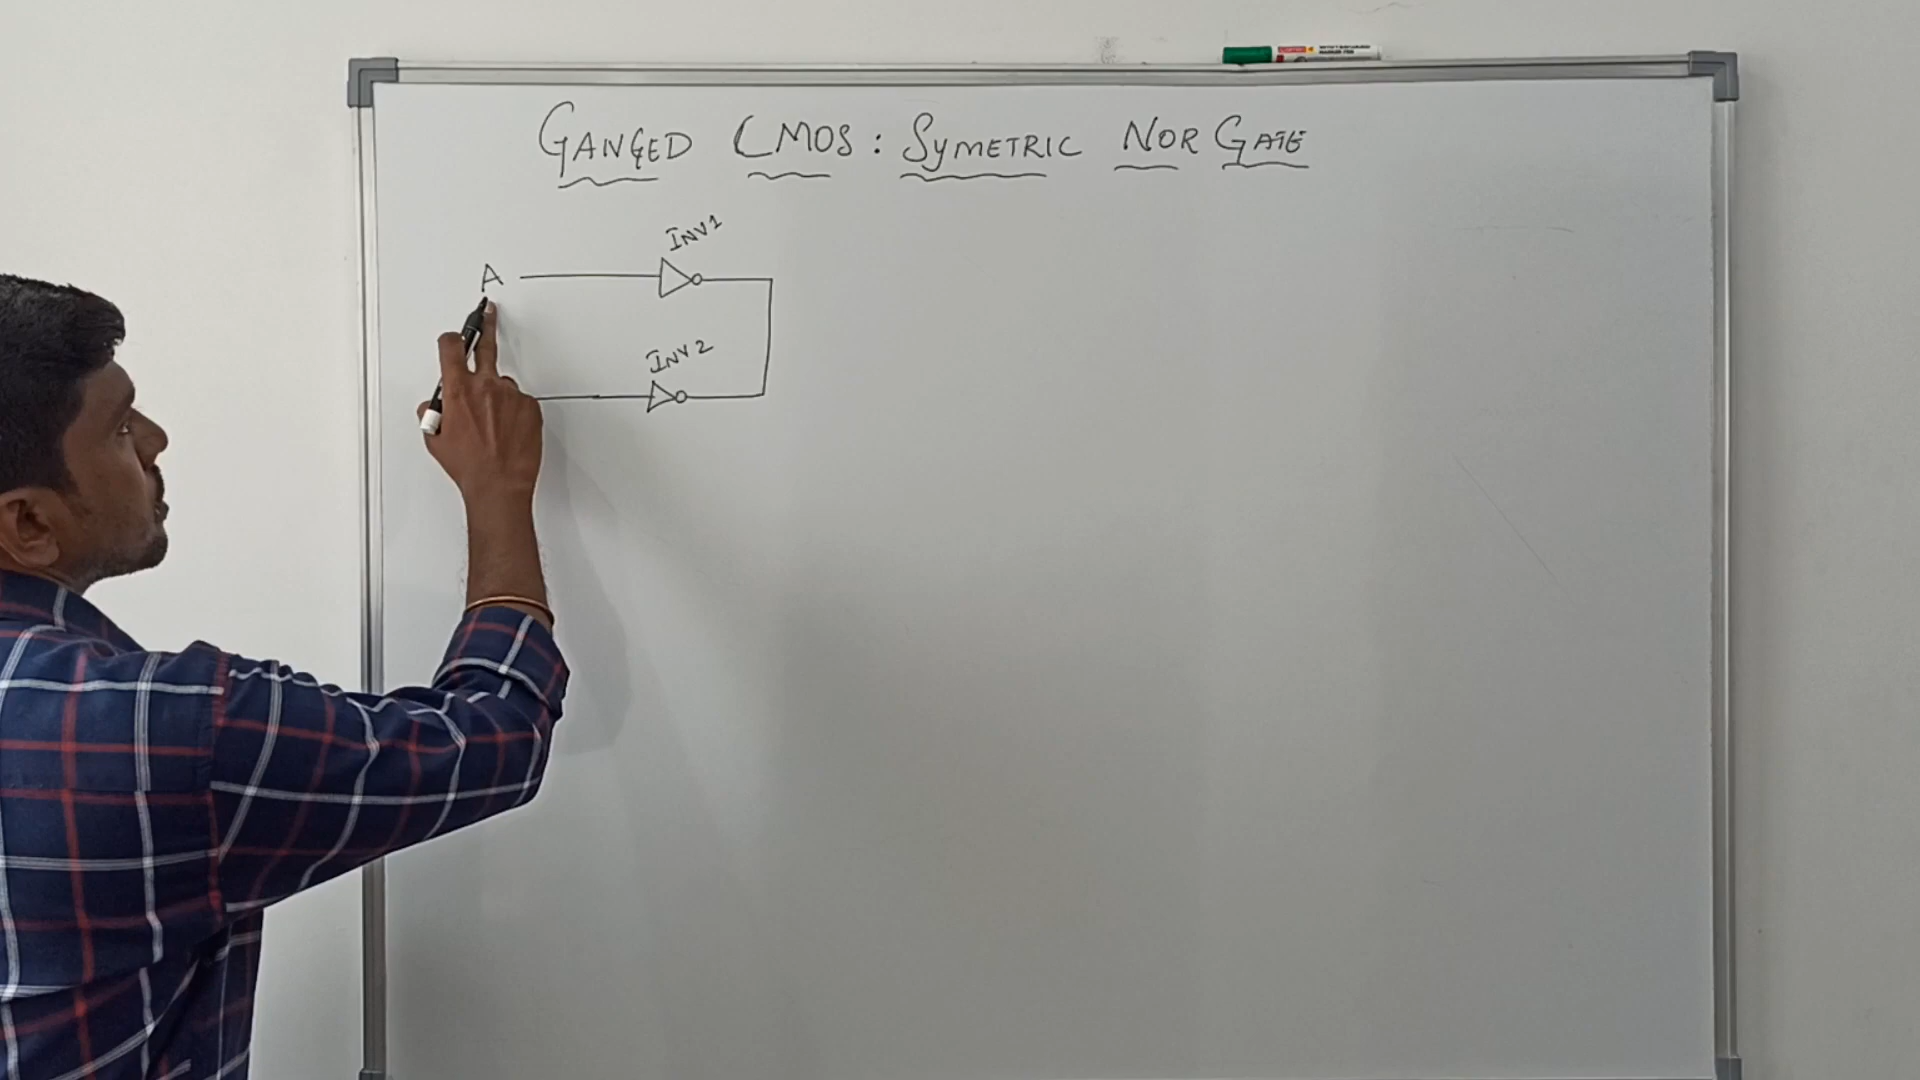 GANGED CMOS: SYMETRIC NOR GATE
INV1
A
INV2